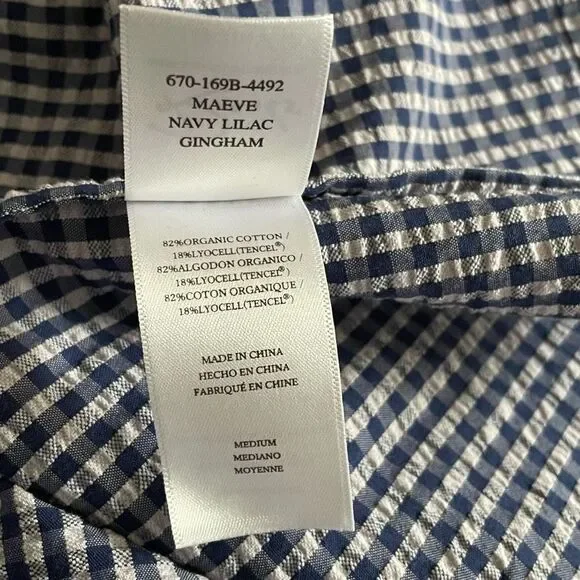 670-169B-4492
MAEVE
NAVY LILAC
GINGHAM
82%ORGANIC COTTON /
18%LYOCELL(TENCEL®)
82%ALGODON ORGANICO /
18%LYOCELL(TENCEL®)
82%COTON ORGANIQUE /
18%LYOCELL(TENCEL®)
MADE IN CHINA
HECHO EN CHINA
FABRIQUÉ EN CHINE
MEDIUM
MEDIANO
MOYENNE